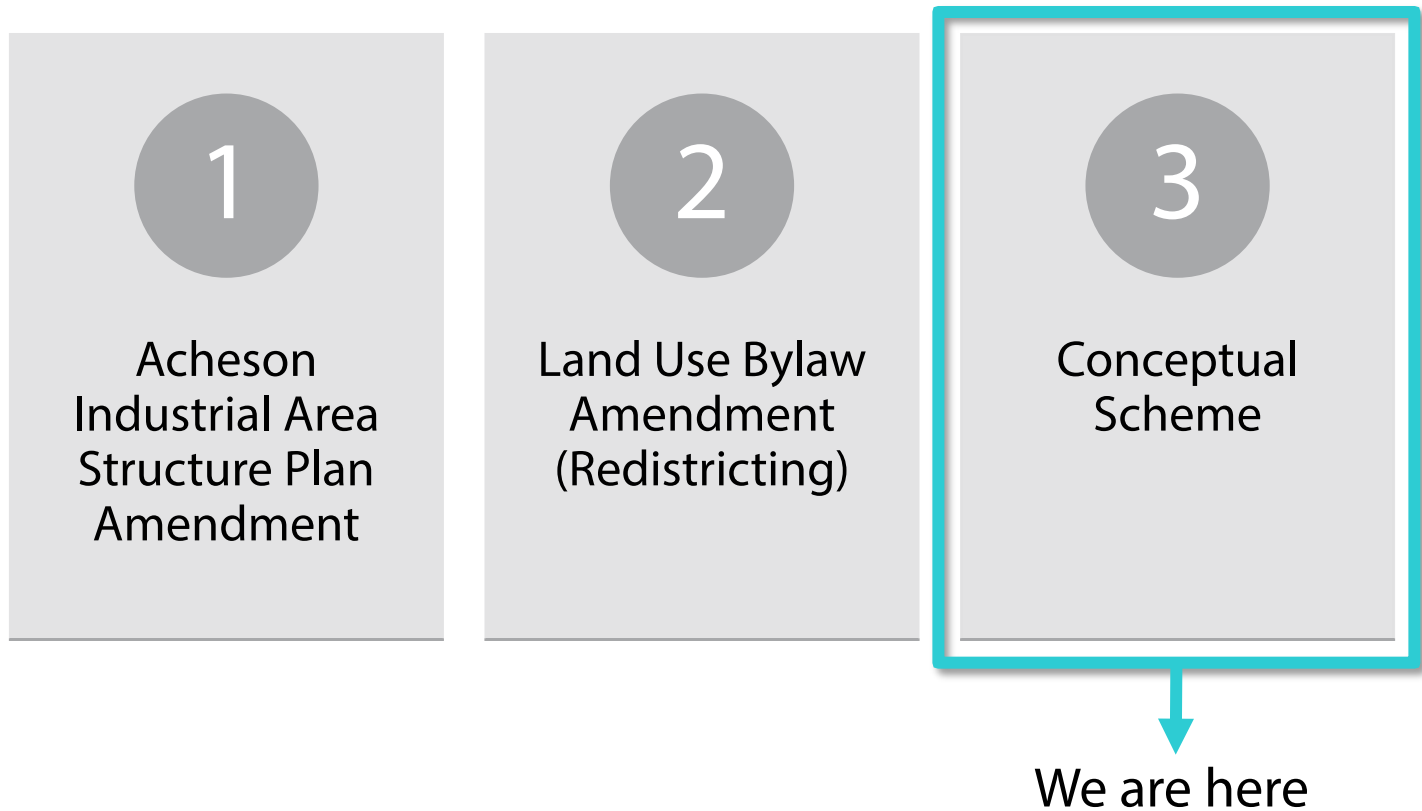 1
Acheson
Industrial Area
Structure Plan
Amendment
2
Land Use Bylaw
Amendment
(Redistricting)
3
Conceptual
Scheme
We are here